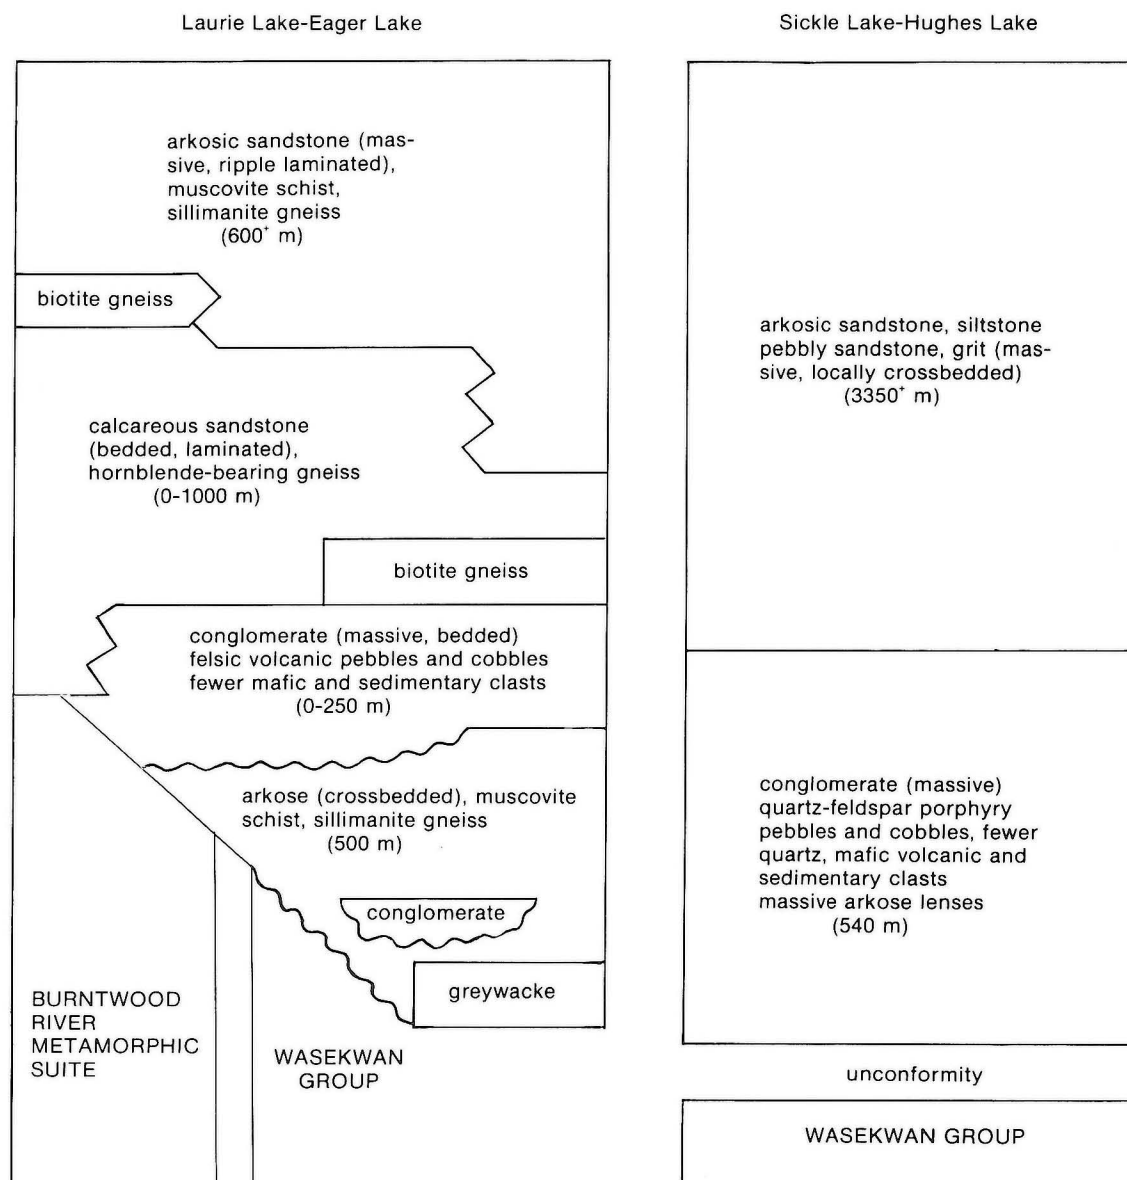 Laurie Lake-Eager Lake
arkosic sandstone (mas-
sive, ripple laminated),
muscovite schist,
sillimanite gneiss
(600⁺ m)
biotite gneiss
calcareous sandstone
(bedded, laminated),
hornblende-bearing gneiss
(0-1000 m)
biotite gneiss
conglomerate (massive, bedded)
felsic volcanic pebbles and cobbles
fewer mafic and sedimentary clasts
(0-250 m)
arkose (crossbedded), muscovite
schist, sillimanite gneiss
(500 m)
conglomerate
greywacke
BURNTWOOD
RIVER
METAMORPHIC
SUITE
WASEKWAN
GROUP
Sickle Lake-Hughes Lake
arkosic sandstone, siltstone
pebbly sandstone, grit (mas-
sive, locally crossbedded)
(3350⁺ m)
conglomerate (massive)
quartz-feldspar porphyry
pebbles and cobbles, fewer
quartz, mafic volcanic and
sedimentary clasts
massive arkose lenses
(540 m)
unconformity
WASEKWAN GROUP